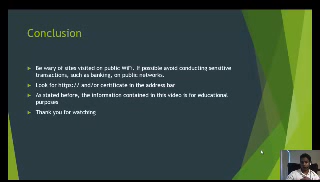 Conclusion
Be wary of sites visited on public WiFi. If possible avoid conducting sensitive
transactions, such as banking, on public networks.
Look for https:// and/or certificate in the address bar
As stated before, the information contained in this video is for educational
purposes
Thank you for watching